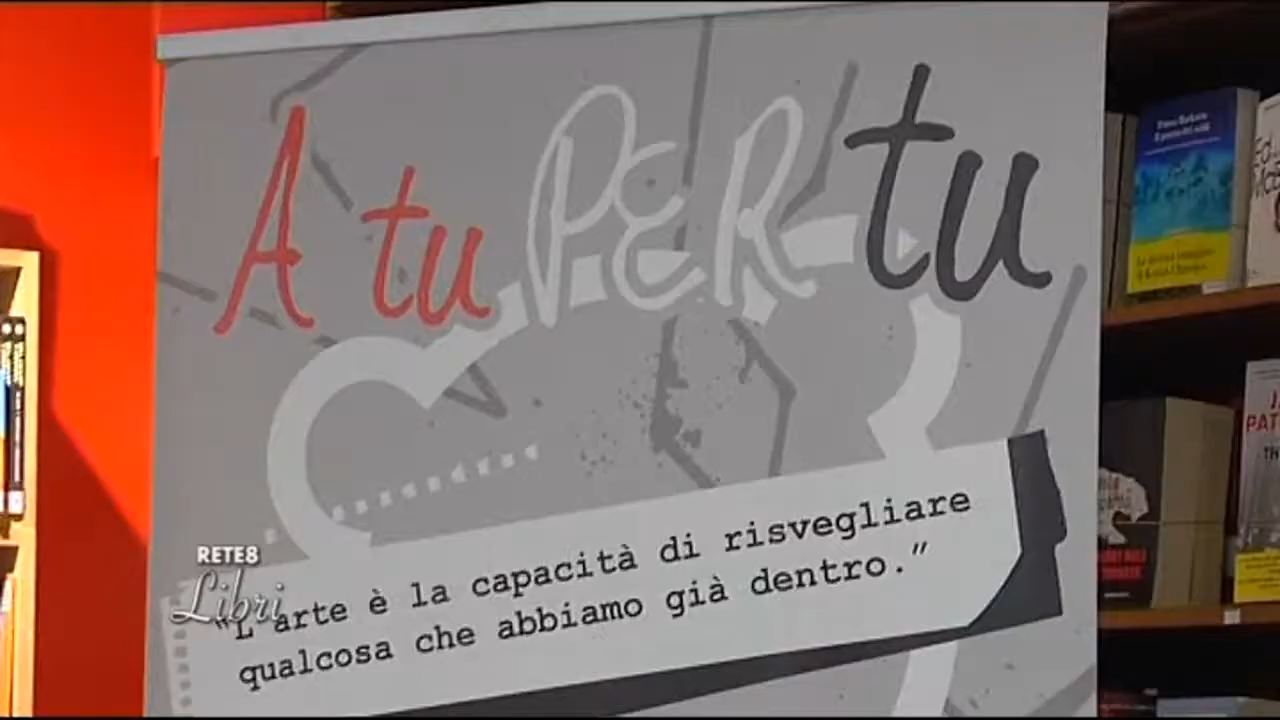 A tu PER tu
"L'arte è la capacità di risvegliare
qualcosa che abbiamo già dentro."
RETE8
Libri